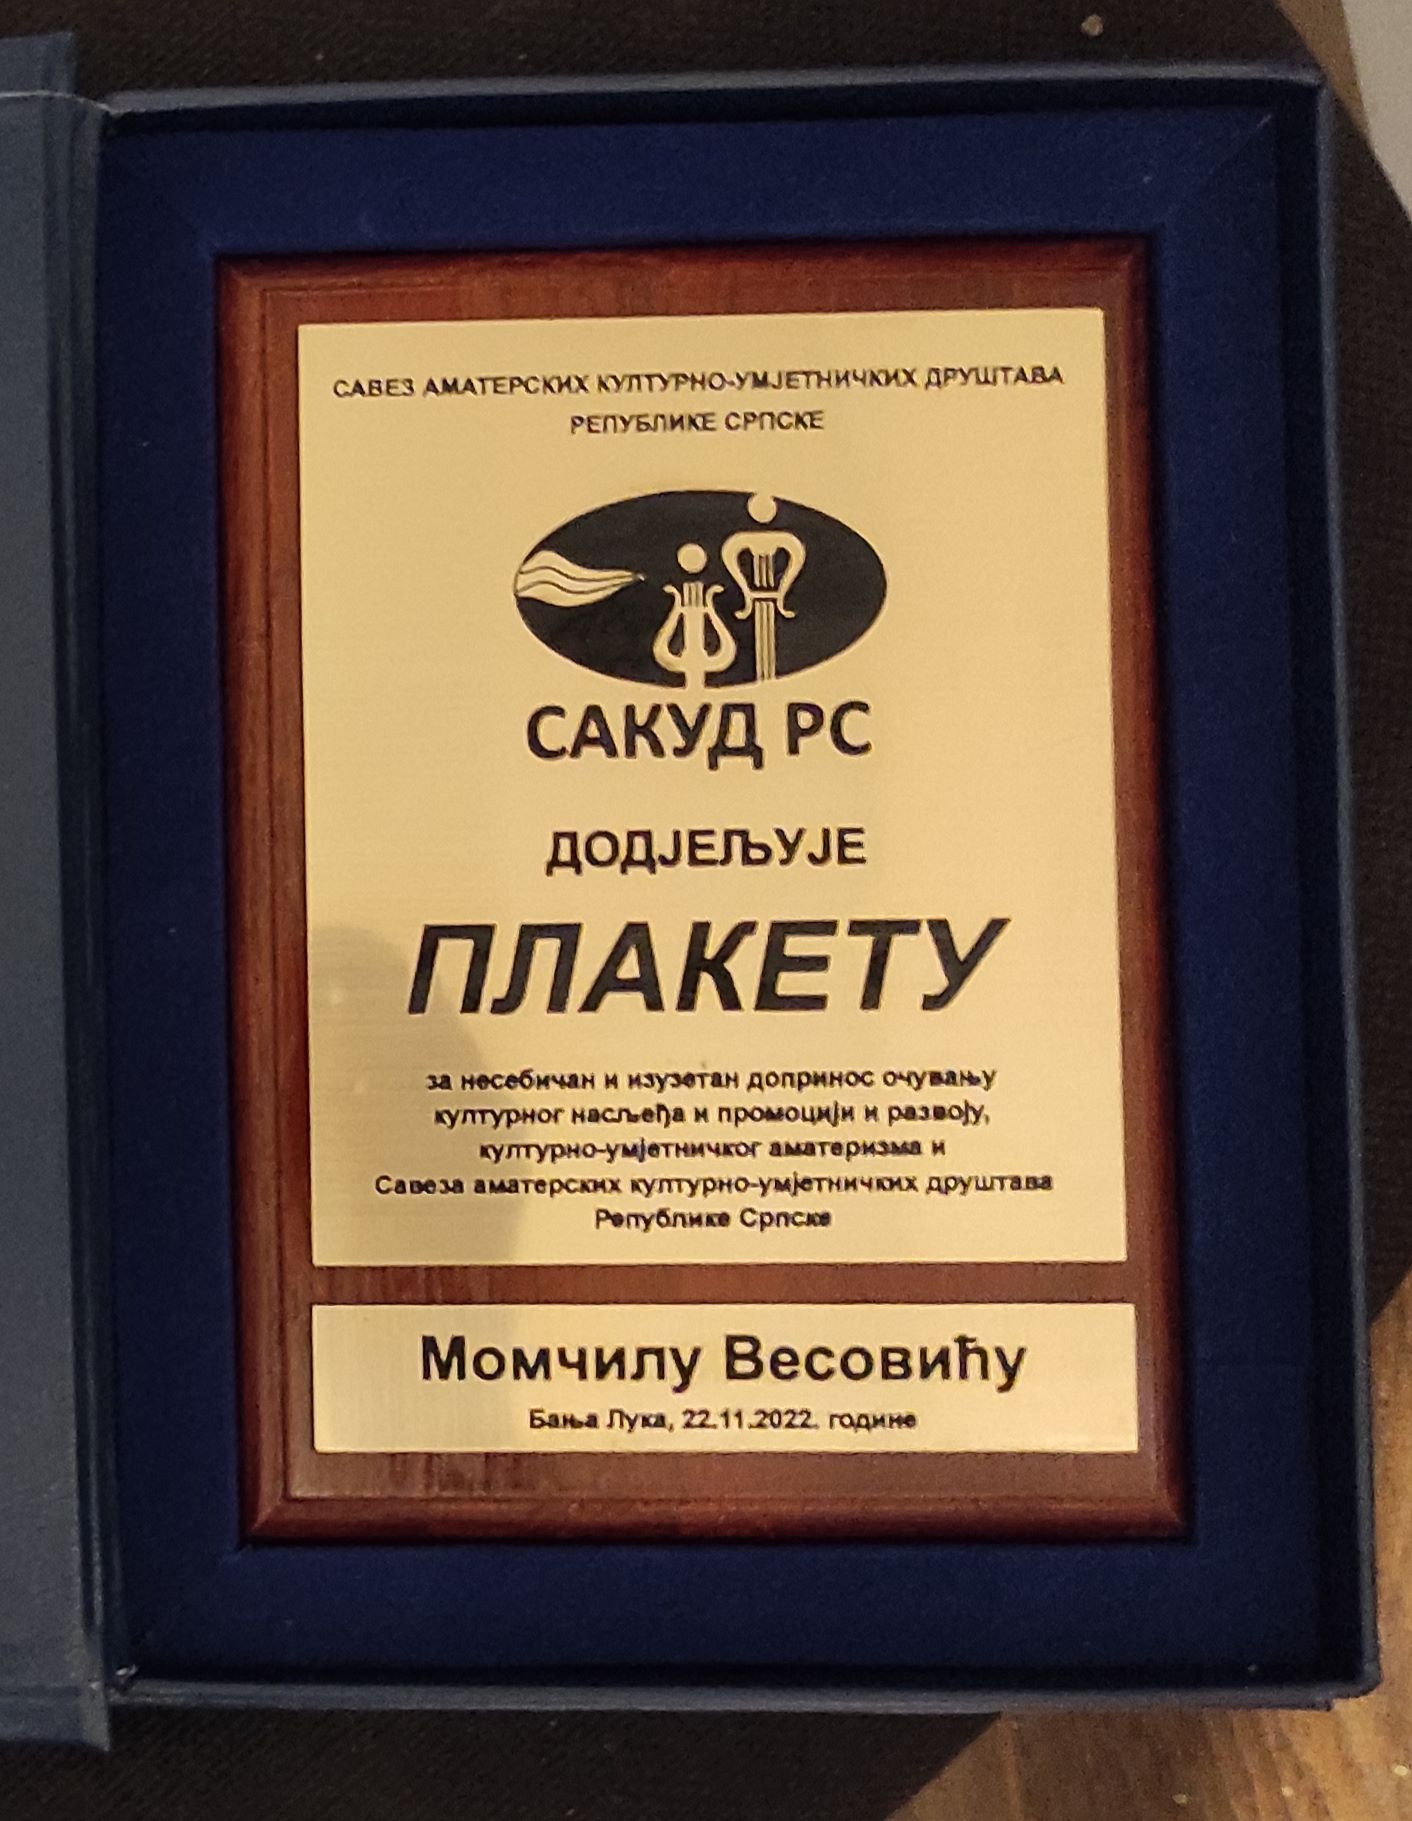 САВЕЗ АМАТЕРСКИХ КУЛТУРНО-УМЈЕТНИЧКИХ ДРУШТАВА
РЕПУБЛИКЕ СРПСКЕ
САКУД РС
ДОДЈЕЉУЈЕ
ПЛАКЕТУ
за несебичан и изузетан допринос очувању
културног насљеђа и промоцији и развоју,
културно-умјетничког аматеризма и
Савеза аматерских културно-умјетничких друштава
Републике Српске
Момчилу Весовићу
Бања Лука, 22.11.2022. године